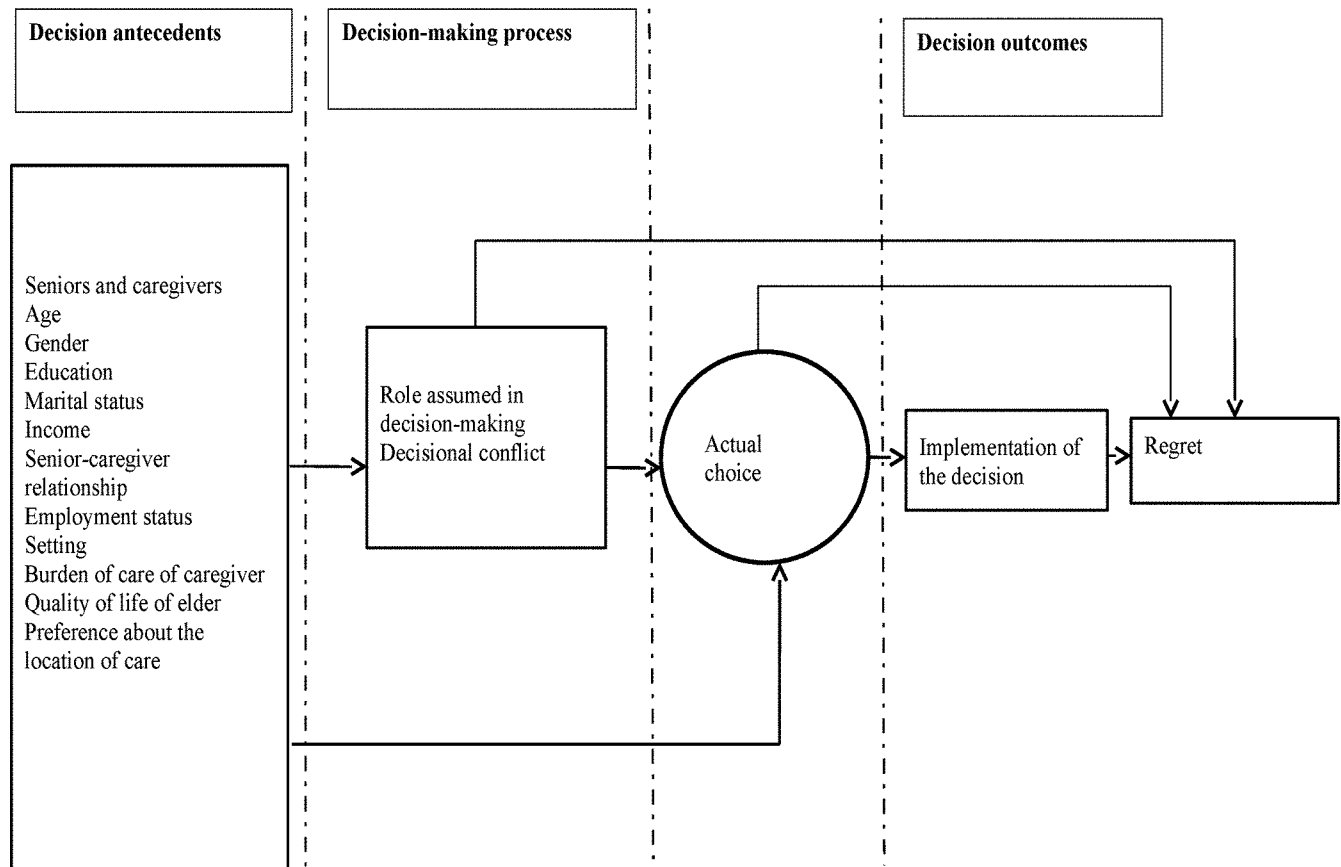 Decision antecedents
Decision-making process
Decision outcomes
Seniors and caregivers
Age
Gender
Education
Marital status
Income
Senior-caregiver
relationship
Employment status
Setting
Burden of care of caregiver
Quality of life of elder
Preference about the
location of care
Role assumed in
decision-making
Decisional conflict
Actual
choice
Implementation of
the decision
Regret